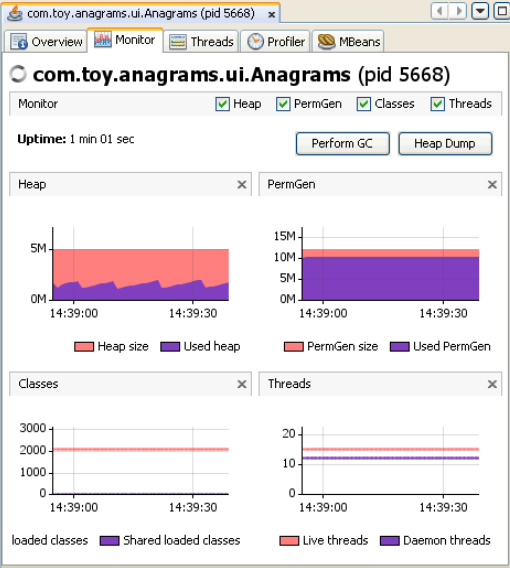 com.toy.anagrams.ui.Anagrams (pid 5668)
Overview Monitor Threads Profiler MBeans
com.toy.anagrams.ui.Anagrams (pid 5668)
Monitor Heap PermGen Classes Threads
Uptime: 1 min 01 sec Perform GC Heap Dump
Heap
5M
0M
14:39:00 14:39:30
Heap size Used heap
PermGen
15M
10M
5M
0M
14:39:00 14:39:30
PermGen size Used PermGen
Classes
3000
2000
1000
0
14:39:00 14:39:30
loaded classes Shared loaded classes
Threads
20
10
0
14:39:00 14:39:30
Live threads Daemon threads